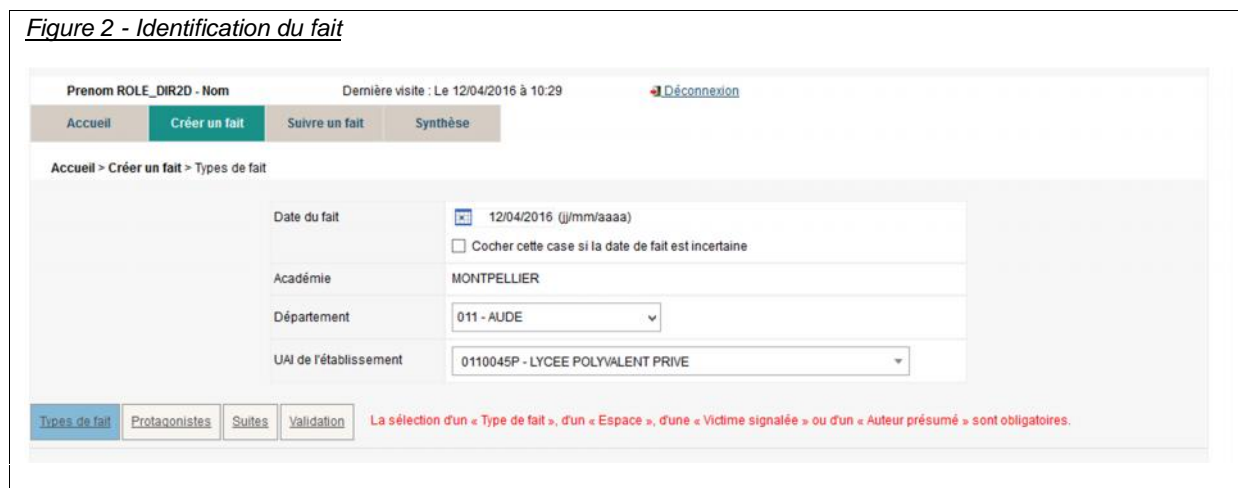 Figure 2 - Identification du fait
Prenom ROLE_DIR2D - Nom Dernière visite : Le 12/04/2016 à 10:29 Déconnexion
Accueil Créer un fait Suivre un fait Synthèse
Accueil > Créer un fait > Types de fait
Date du fait 12/04/2016 (jj/mm/aaaa)
Cocher cette case si la date de fait est incertaine
Académie MONTPELLIER
Département 011 - AUDE
UAI de l'établissement 0110045P - LYCEE POLYVALENT PRIVE
Types de fait Protagonistes Suites Validation La sélection d'un « Type de fait », d'un « Espace », d'une « Victime signalée » ou d'un « Auteur présumé » sont obligatoires.